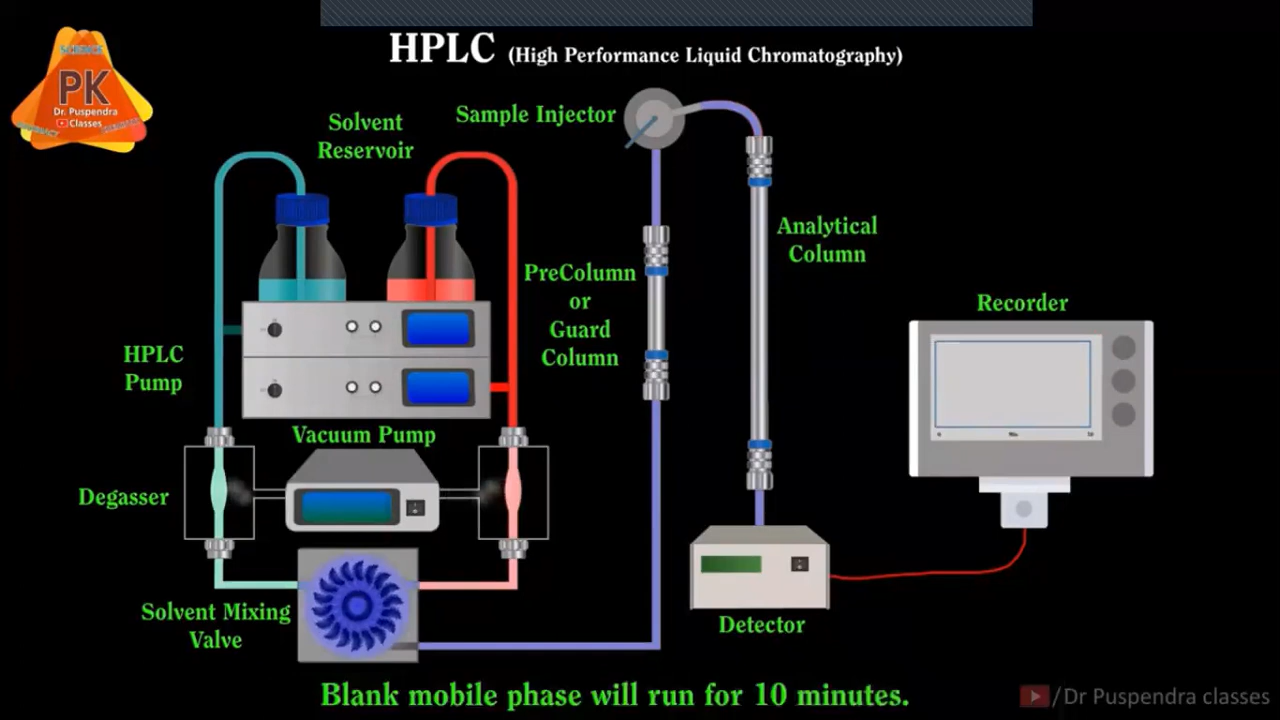 SCIENCE
PK
Dr. Puspendra
Classes
HPLC (High Performance Liquid Chromatography)
Solvent
Reservoir
Sample Injector
Analytical
Column
PreColumn
or
Guard
Column
Recorder
HPLC
Pump
Vacuum Pump
Degasser
Solvent Mixing
Valve
Detector
Blank mobile phase will run for 10 minutes.
/Dr Puspendra classes